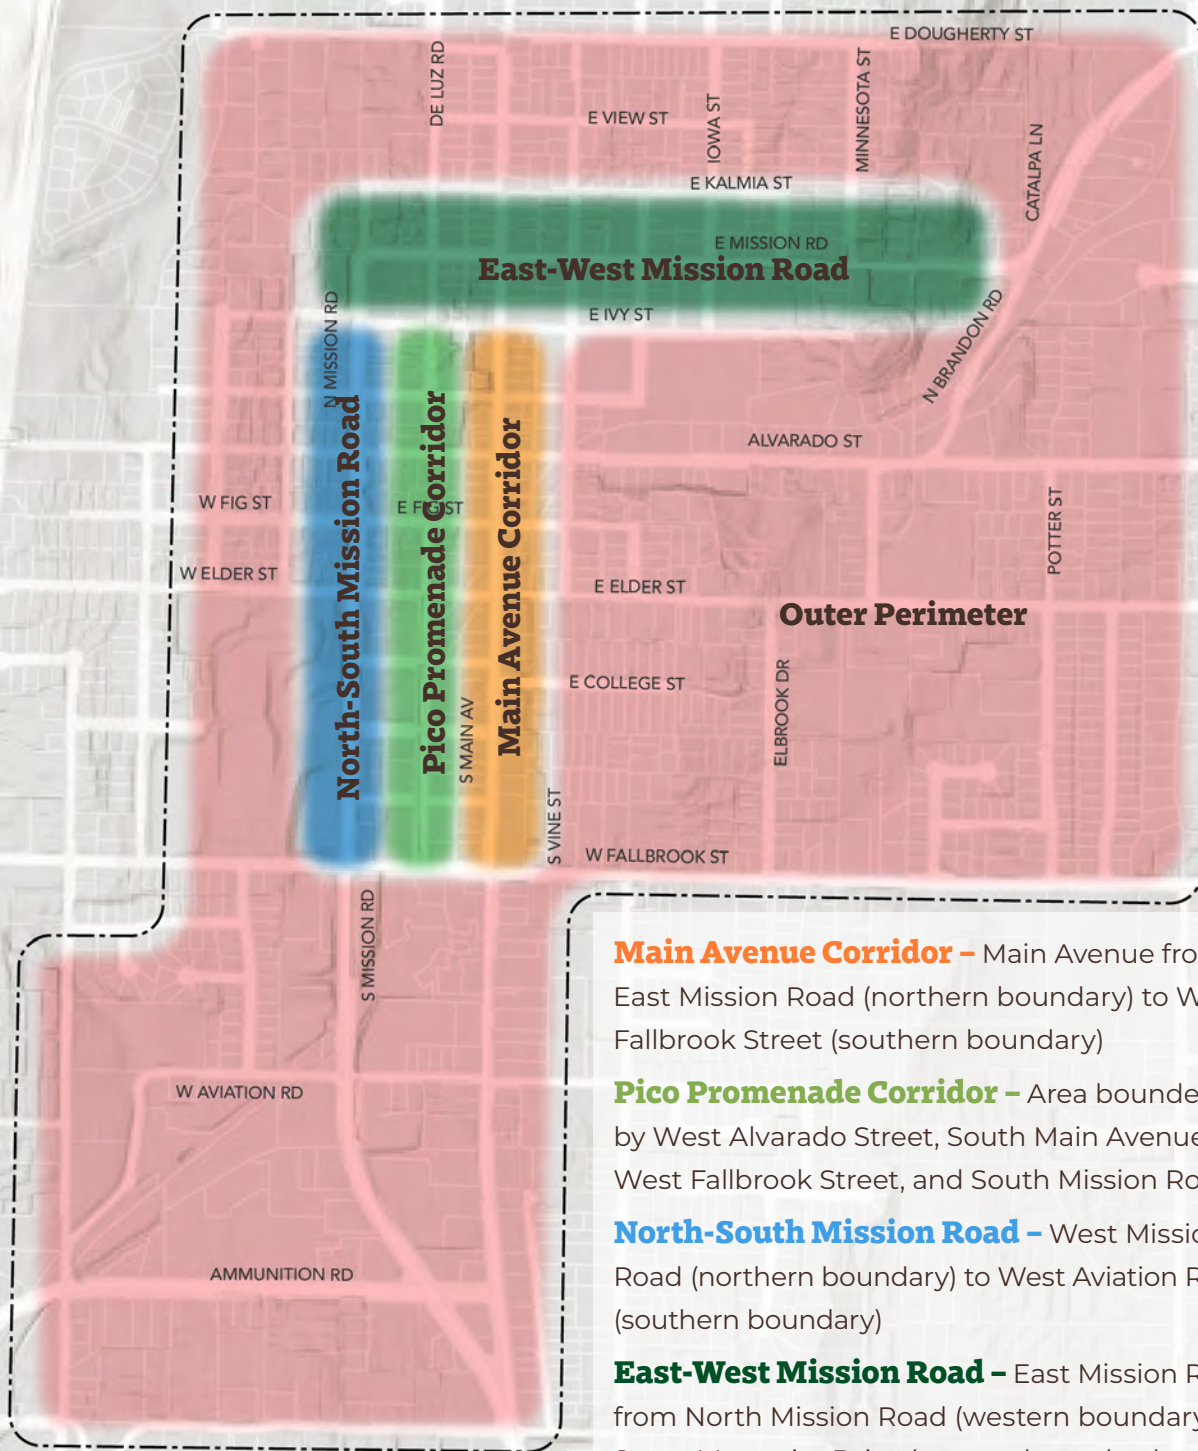 E DOUGHERTY ST
DE LUZ RD
E VIEW ST
IOWA ST
MINNESOTA ST
CATALPA LN
E KALMIA ST
E MISSION RD
East-West Mission Road
N MISSION RD
E IVY ST
N BRANDON RD
ALVARADO ST
W FIG ST
E FIG ST
POTTER ST
W ELDER ST
E ELDER ST
North-South Mission Road
Pico Promenade Corridor
Main Avenue Corridor
Outer Perimeter
E COLLEGE ST
ELBROOK DR
S MAIN AV
S VINE ST
W FALLBROOK ST
S MISSION RD
W AVIATION RD
AMMUNITION RD
Main Avenue Corridor – Main Avenue fro
East Mission Road (northern boundary) to W
Fallbrook Street (southern boundary)
Pico Promenade Corridor – Area bounde
by West Alvarado Street, South Main Avenue
West Fallbrook Street, and South Mission Ro
North-South Mission Road – West Missio
Road (northern boundary) to West Aviation R
(southern boundary)
East-West Mission Road – East Mission R
from North Mission Road (western boundary